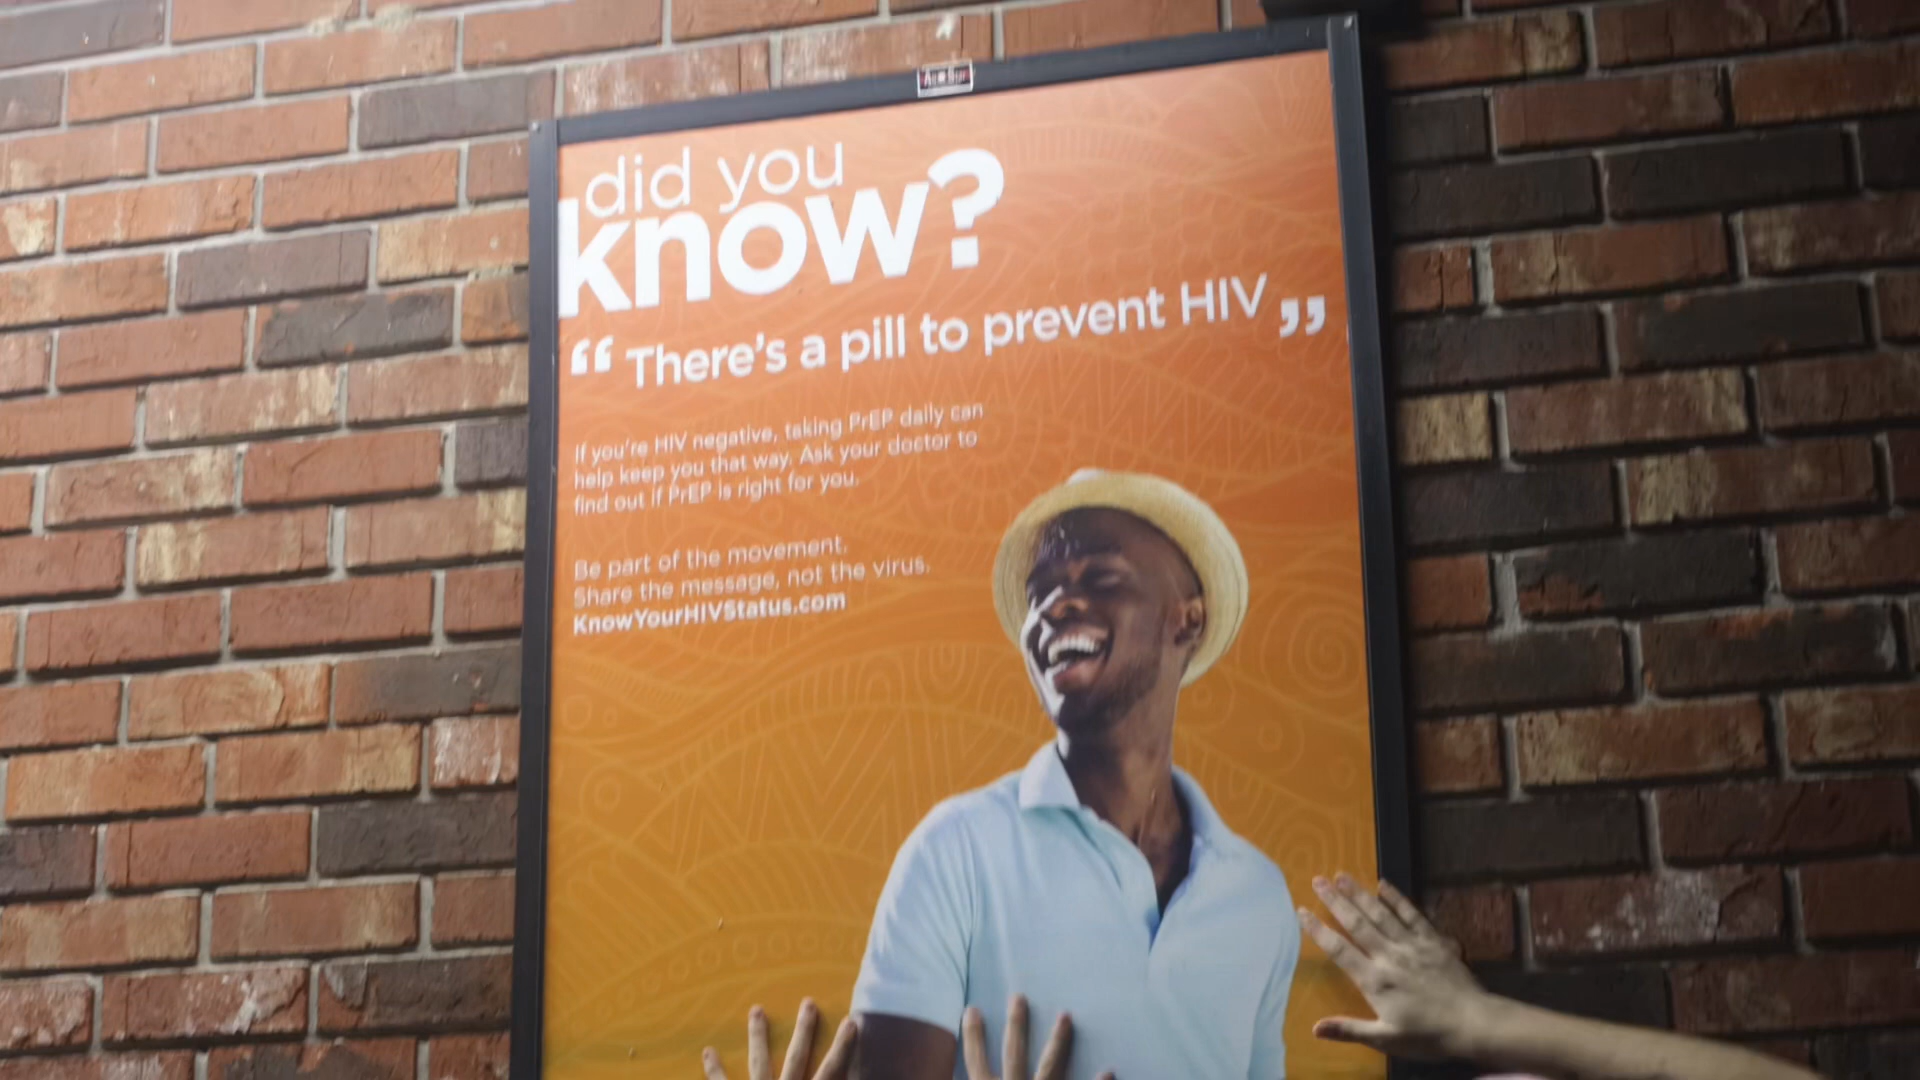 did you
know?
“There's a pill to prevent HIV”
If you're HIV negative, taking PrEP daily can
help keep you that way. Ask your doctor to
find out if PrEP is right for you.
Be part of the movement.
Share the message, not the virus.
KnowYourHIVStatus.com